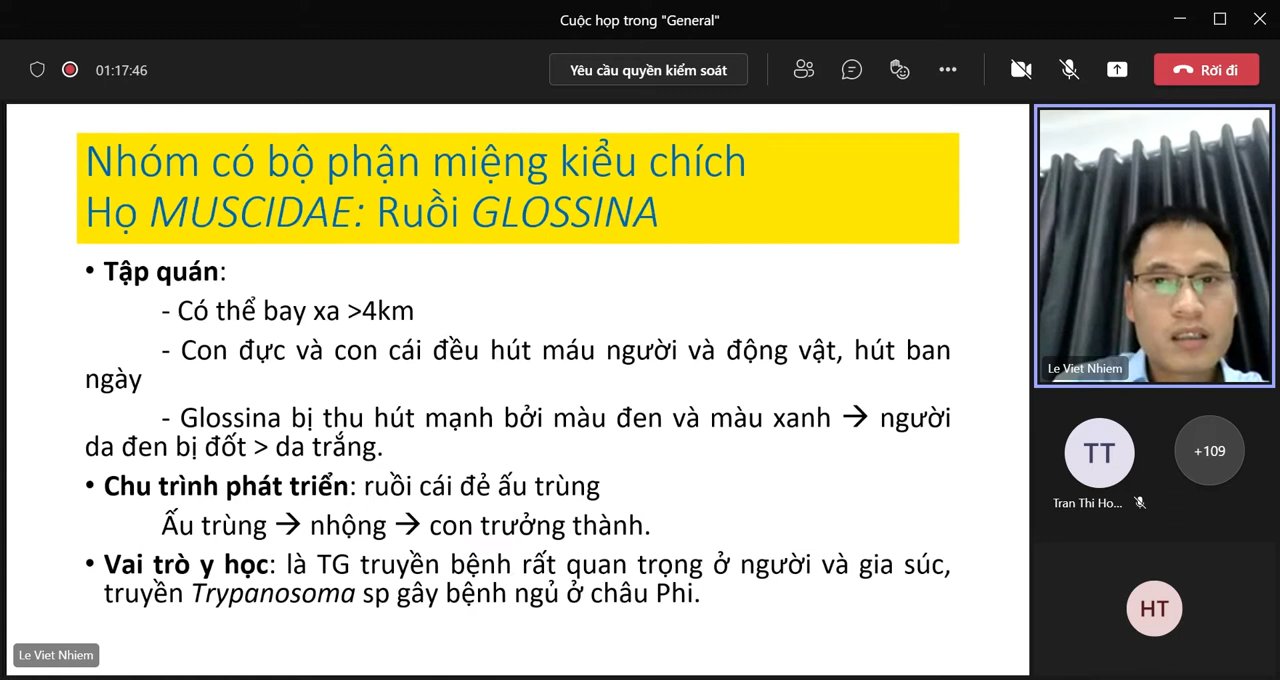 Cuộc họp trong "General"
01:17:46
Yêu cầu quyền kiểm soát
Rời đi
Nhóm có bộ phận miệng kiểu chích
Họ MUSCIDAE: Ruồi GLOSSINA
• Tập quán:
- Có thể bay xa >4km
- Con đực và con cái đều hút máu người và động vật, hút ban
ngày
- Glossina bị thu hút mạnh bởi màu đen và màu xanh → người
da đen bị đốt > da trắng.
• Chu trình phát triển: ruồi cái đẻ ấu trùng
Ấu trùng → nhộng → con trưởng thành.
• Vai trò y học: là TG truyền bệnh rất quan trọng ở người và gia súc,
truyền Trypanosoma sp gây bệnh ngủ ở châu Phi.
Le Viet Nhiem
Le Viet Nhiem
TT
+109
Tran Thi Ho...
HT